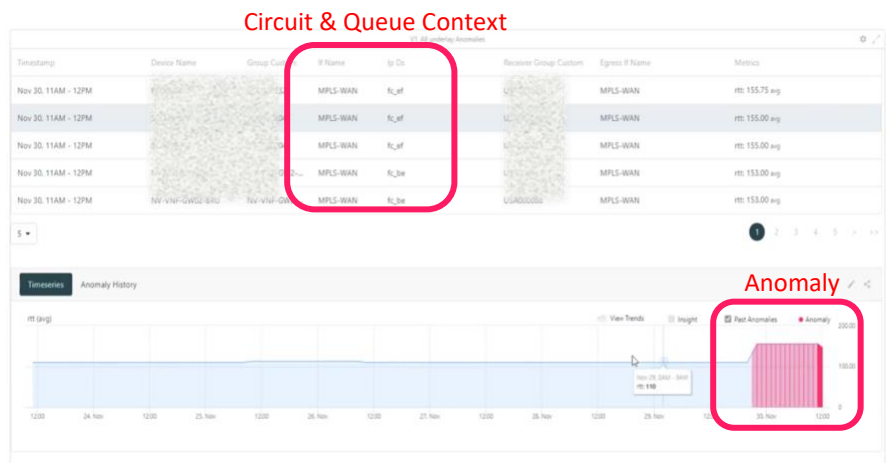 Circuit & Queue Context
V1_All underlay Anomalies
Timestamp Device Name Group Custom If Name Ip Ds Receiver Group Custom Egress If Name Metrics
Nov 30, 11AM - 12PM MPLS-WAN fc_ef MPLS-WAN rtt: 155.75 avg
Nov 30, 11AM - 12PM MPLS-WAN fc_ef MPLS-WAN rtt: 155.00 avg
Nov 30, 11AM - 12PM MPLS-WAN fc_ef MPLS-WAN rtt: 155.00 avg
Nov 30, 11AM - 12PM MPLS-WAN fc_be MPLS-WAN rtt: 153.00 avg
Nov 30, 11AM - 12PM MPLS-WAN fc_be MPLS-WAN rtt: 153.00 avg
5 1 2 3 4 5 > >>
Anomaly
Timeseries Anomaly History
rtt (avg) View Trends Insight Past Anomalies Anomaly
200.00
100.00
0
rtt: 110
12:00 24. Nov 12:00 25. Nov 12:00 26. Nov 12:00 27. Nov 12:00 28. Nov 12:00 29. Nov 30. Nov 12:00